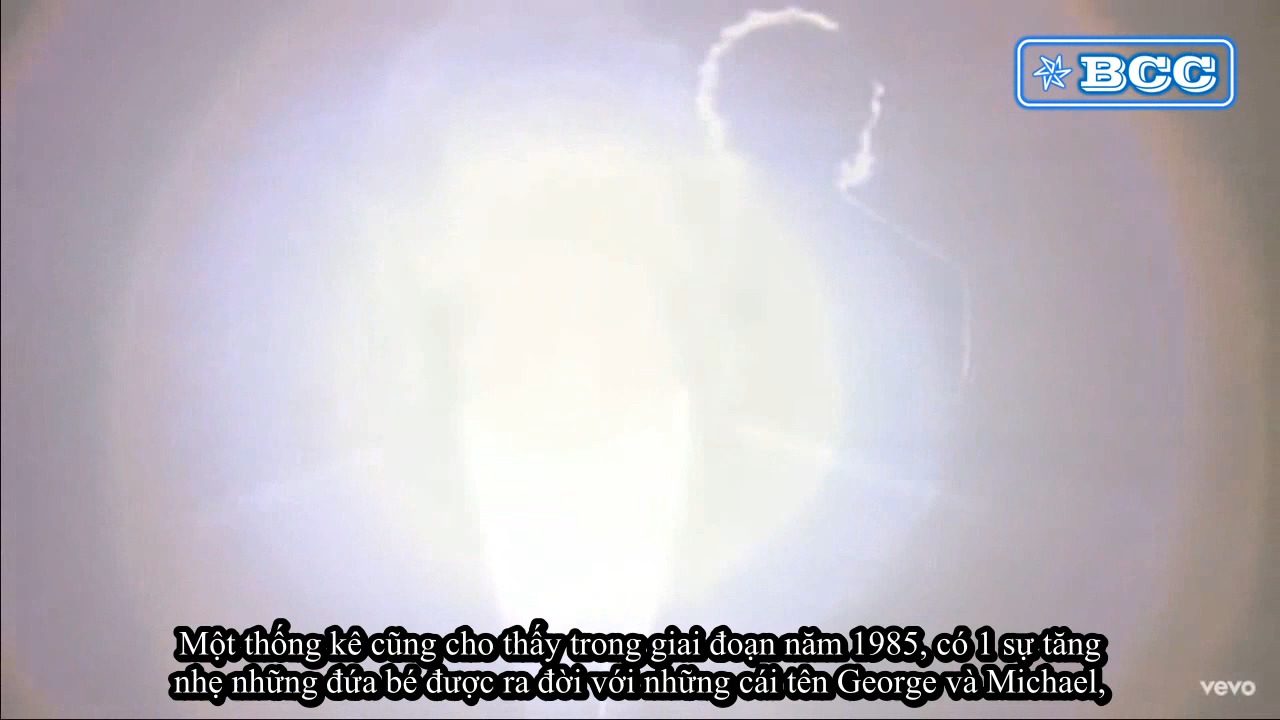 BCC
Một thống kê cũng cho thấy trong giai đoạn năm 1985, có 1 sự tăng
nhẹ những đứa bé được ra đời với những cái tên George và Michael,
vevo